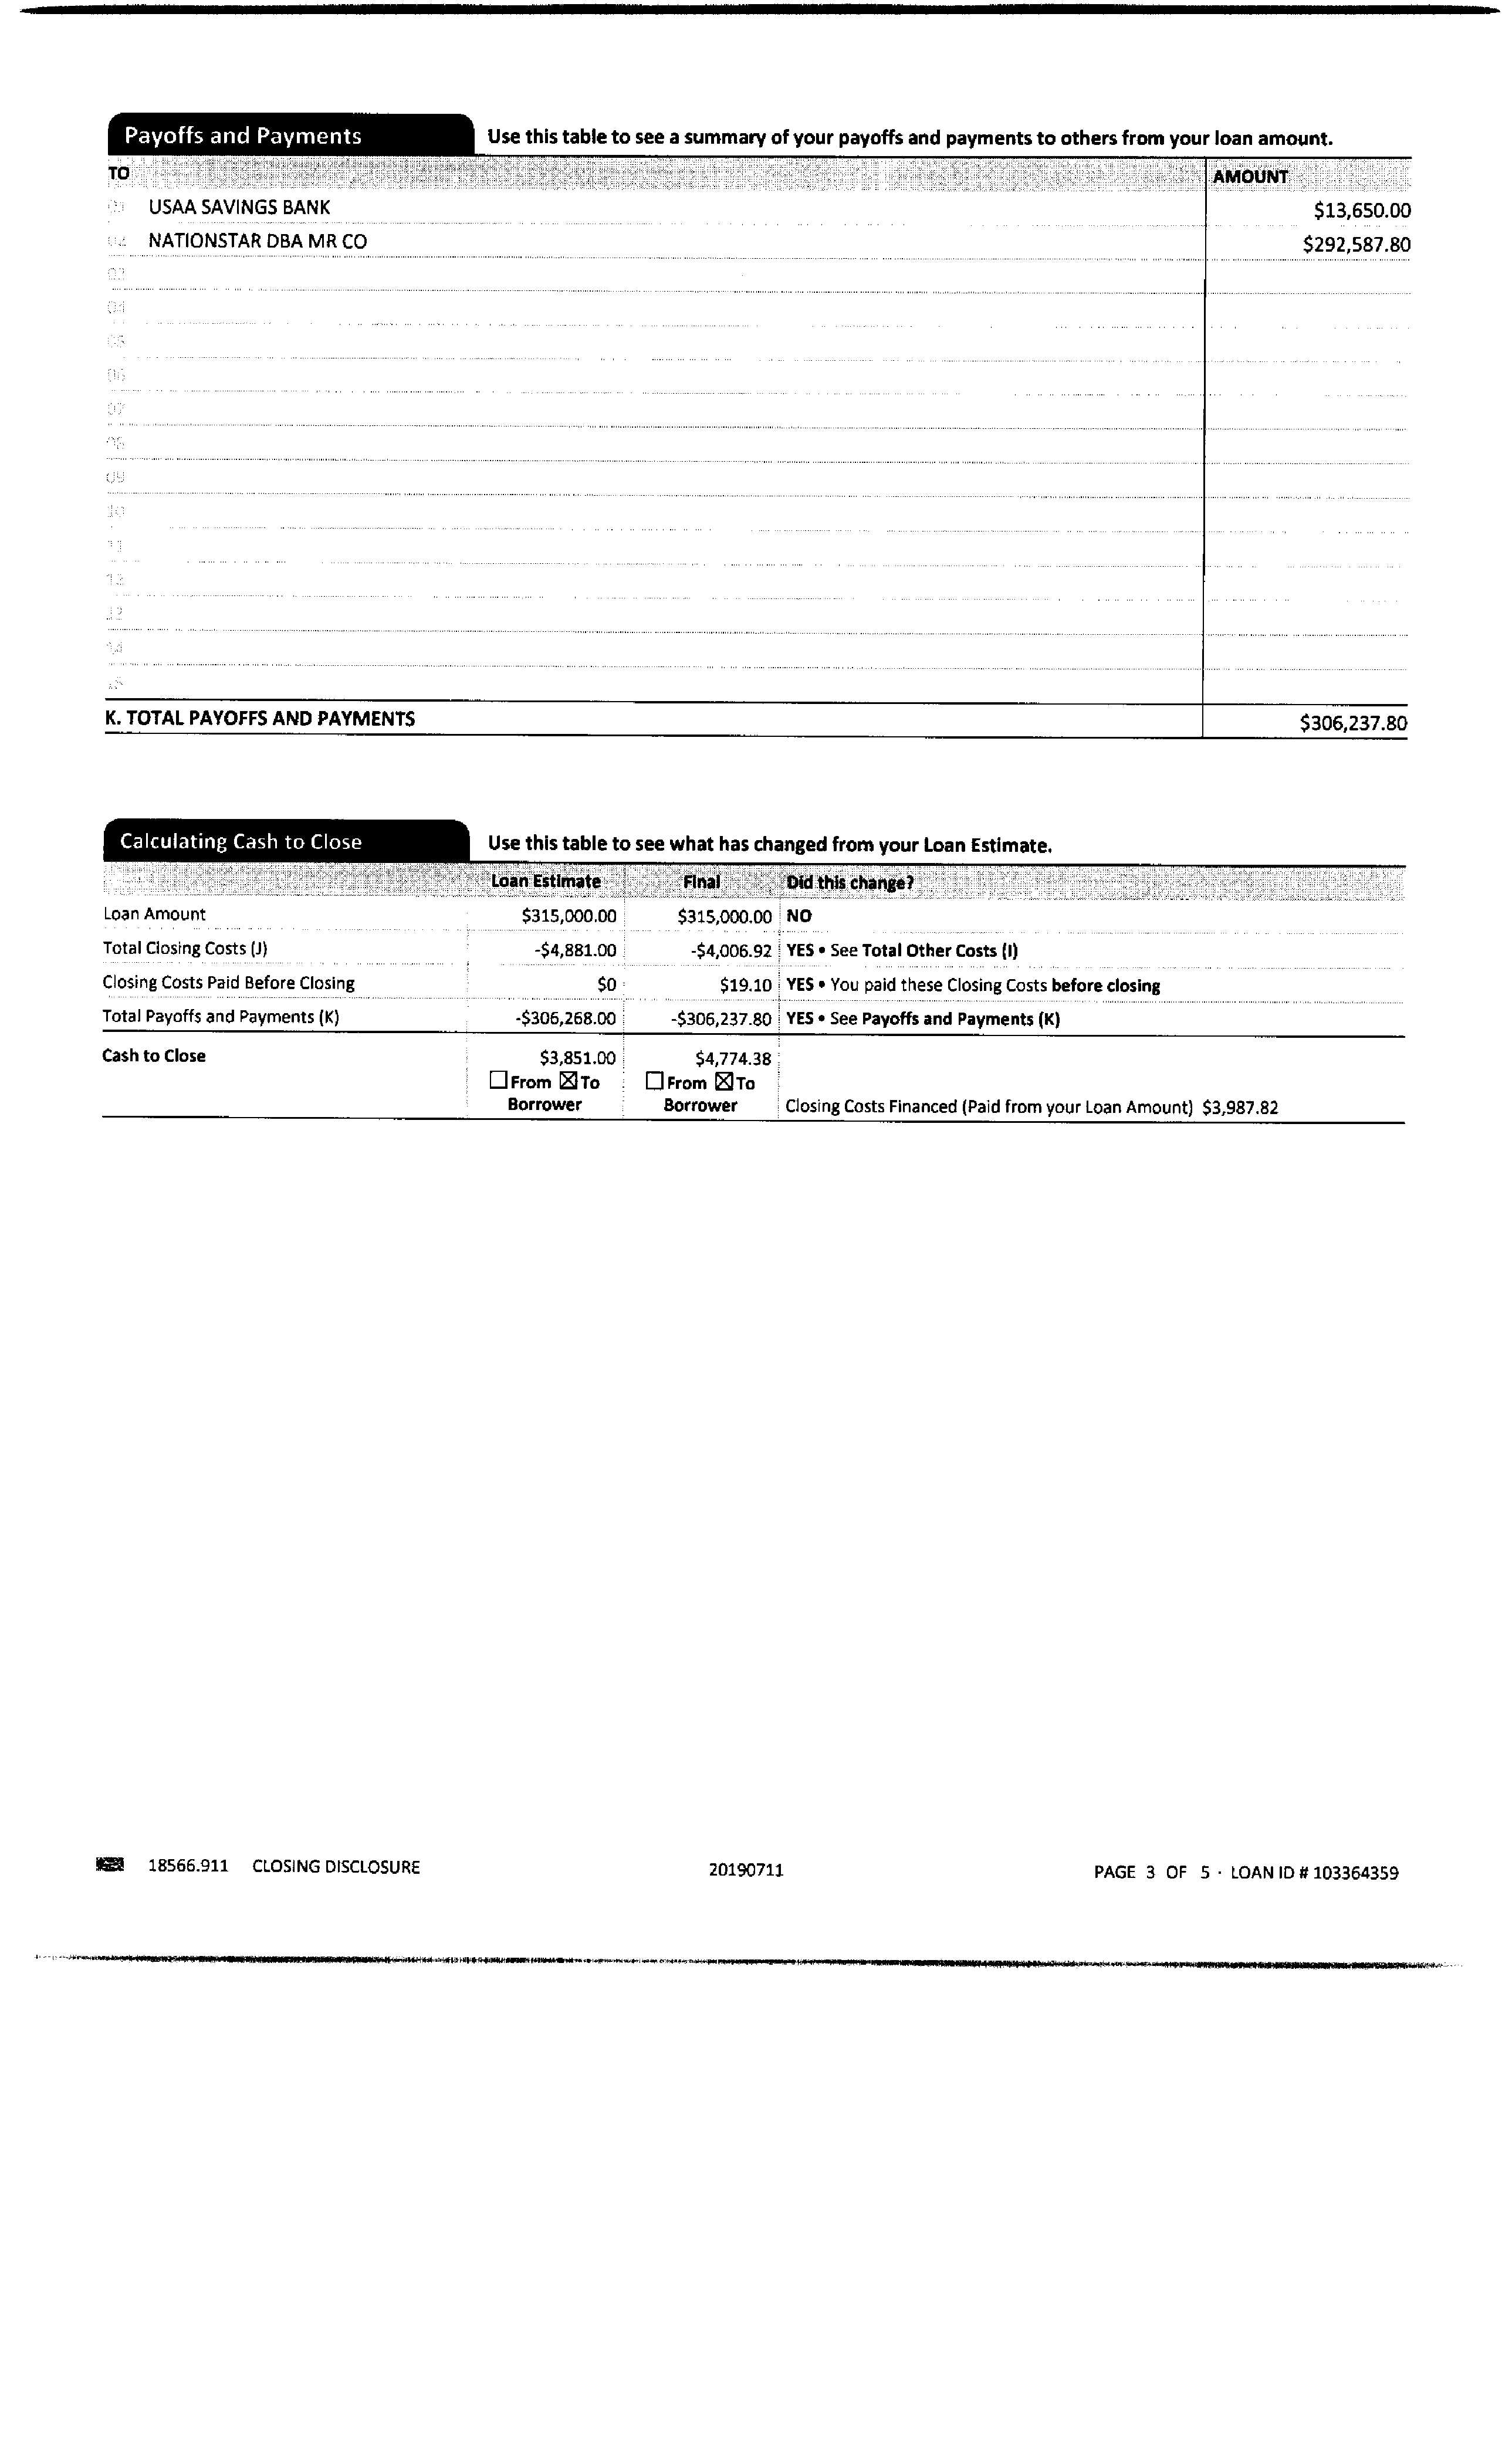 Payoffs and Payments Use this table to see a summary of your payoffs and payments to others from your loan amount.
TO AMOUNT
01 USAA SAVINGS BANK $13,650.00
02 NATIONSTAR DBA MR CO $292,587.80
03
04
05
06
07
08
09
10
11
12
13
14
15
K. TOTAL PAYOFFS AND PAYMENTS $306,237.80
Calculating Cash to Close Use this table to see what has changed from your Loan Estimate.
Loan Estimate Final Did this change?
Loan Amount $315,000.00 $315,000.00 NO
Total Closing Costs (J) -$4,881.00 -$4,006.92 YES • See Total Other Costs (I)
Closing Costs Paid Before Closing $0 $19.10 YES • You paid these Closing Costs before closing
Total Payoffs and Payments (K) -$306,268.00 -$306,237.80 YES • See Payoffs and Payments (K)
Cash to Close $3,851.00 $4,774.38
☐ From ☒ To ☐ From ☒ To
Borrower Borrower Closing Costs Financed (Paid from your Loan Amount) $3,987.82
18566.911 CLOSING DISCLOSURE 20190711 PAGE 3 OF 5 · LOAN ID # 103364359